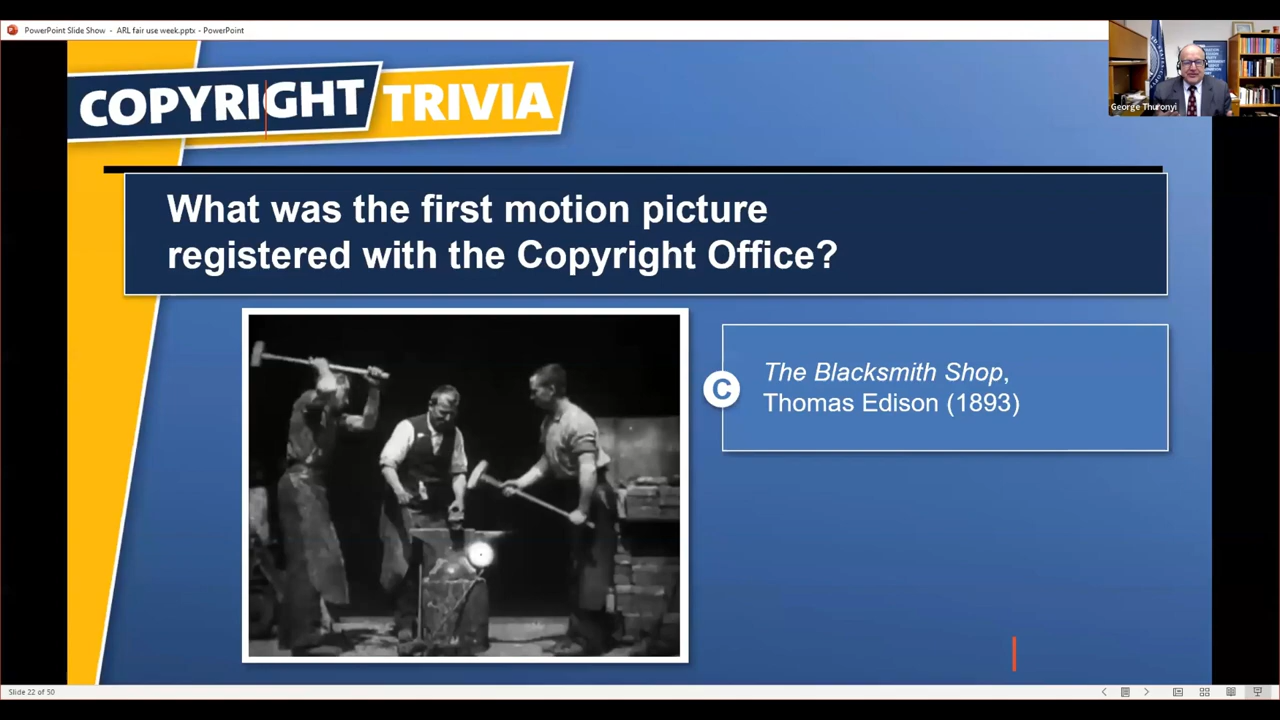 PowerPoint Slide Show - ARL fair use week.pptx - PowerPoint
George Thuronyi
COPYRIGHT TRIVIA
What was the first motion picture
registered with the Copyright Office?
C
The Blacksmith Shop,
Thomas Edison (1893)
Slide 22 of 50